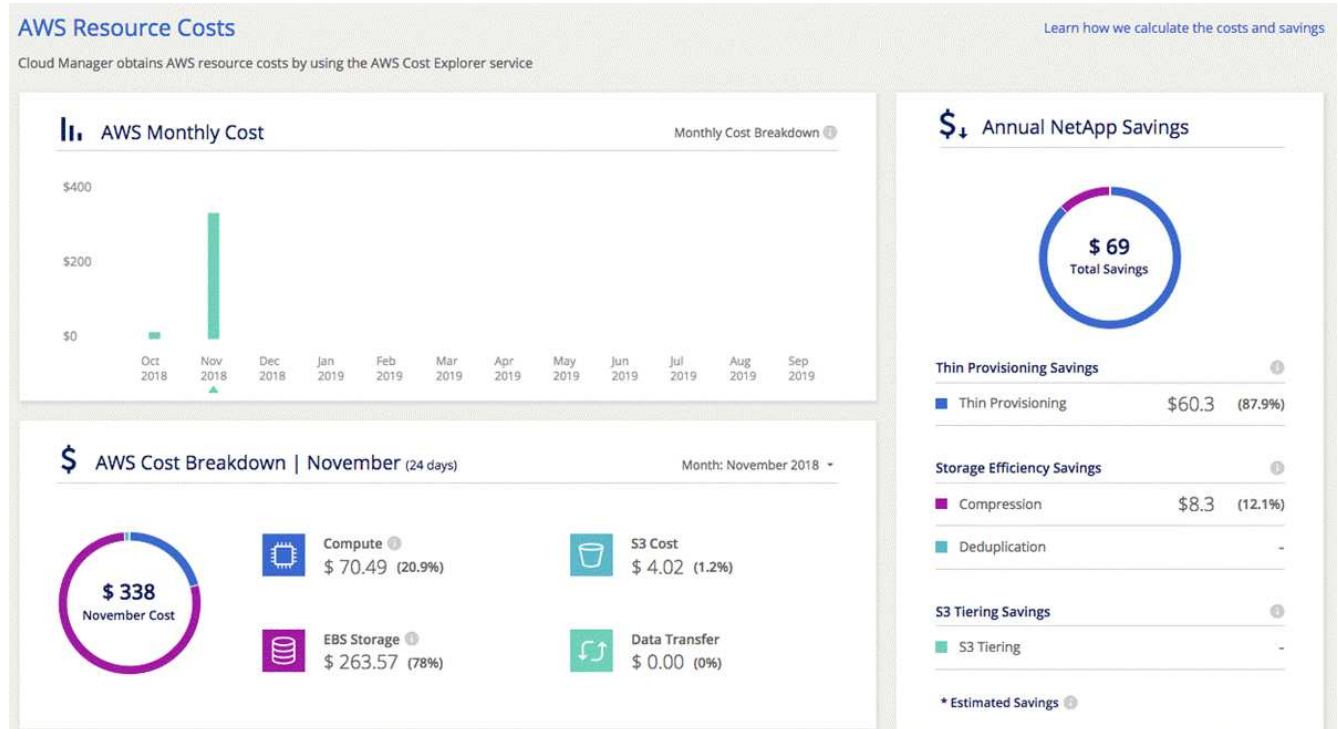 AWS Resource Costs
Learn how we calculate the costs and savings
Cloud Manager obtains AWS resource costs by using the AWS Cost Explorer service
AWS Monthly Cost
Monthly Cost Breakdown
$400
$200
$0
Oct Nov Dec Jan Feb Mar Apr May Jun Jul Aug Sep
2018 2018 2018 2019 2019 2019 2019 2019 2019 2019 2019 2019
AWS Cost Breakdown | November (24 days)
Month: November 2018
$ 338
November Cost
Compute
$ 70.49 (20.9%)
S3 Cost
$ 4.02 (1.2%)
EBS Storage
$ 263.57 (78%)
Data Transfer
$ 0.00 (0%)
Annual NetApp Savings
$ 69
Total Savings
Thin Provisioning Savings
Thin Provisioning $60.3 (87.9%)
Storage Efficiency Savings
Compression $8.3 (12.1%)
Deduplication -
S3 Tiering Savings
S3 Tiering -
* Estimated Savings